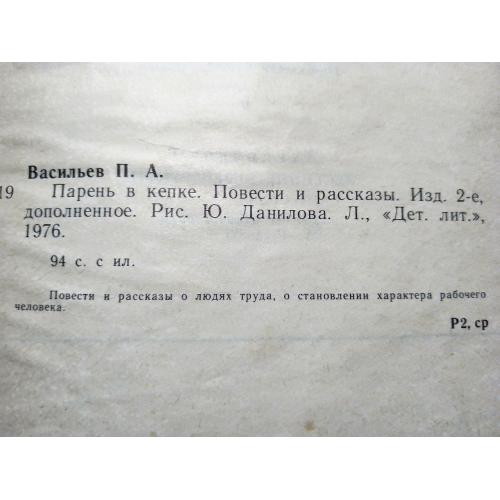 Васильев П. А.
19 Парень в кепке. Повести и рассказы. Изд. 2-е,
дополненное. Рис. Ю. Данилова. Л., «Дет. лит.»,
1976.
94 с. с ил.
Повести и рассказы о людях труда, о становлении характера рабочего
человека.
Р2, ср